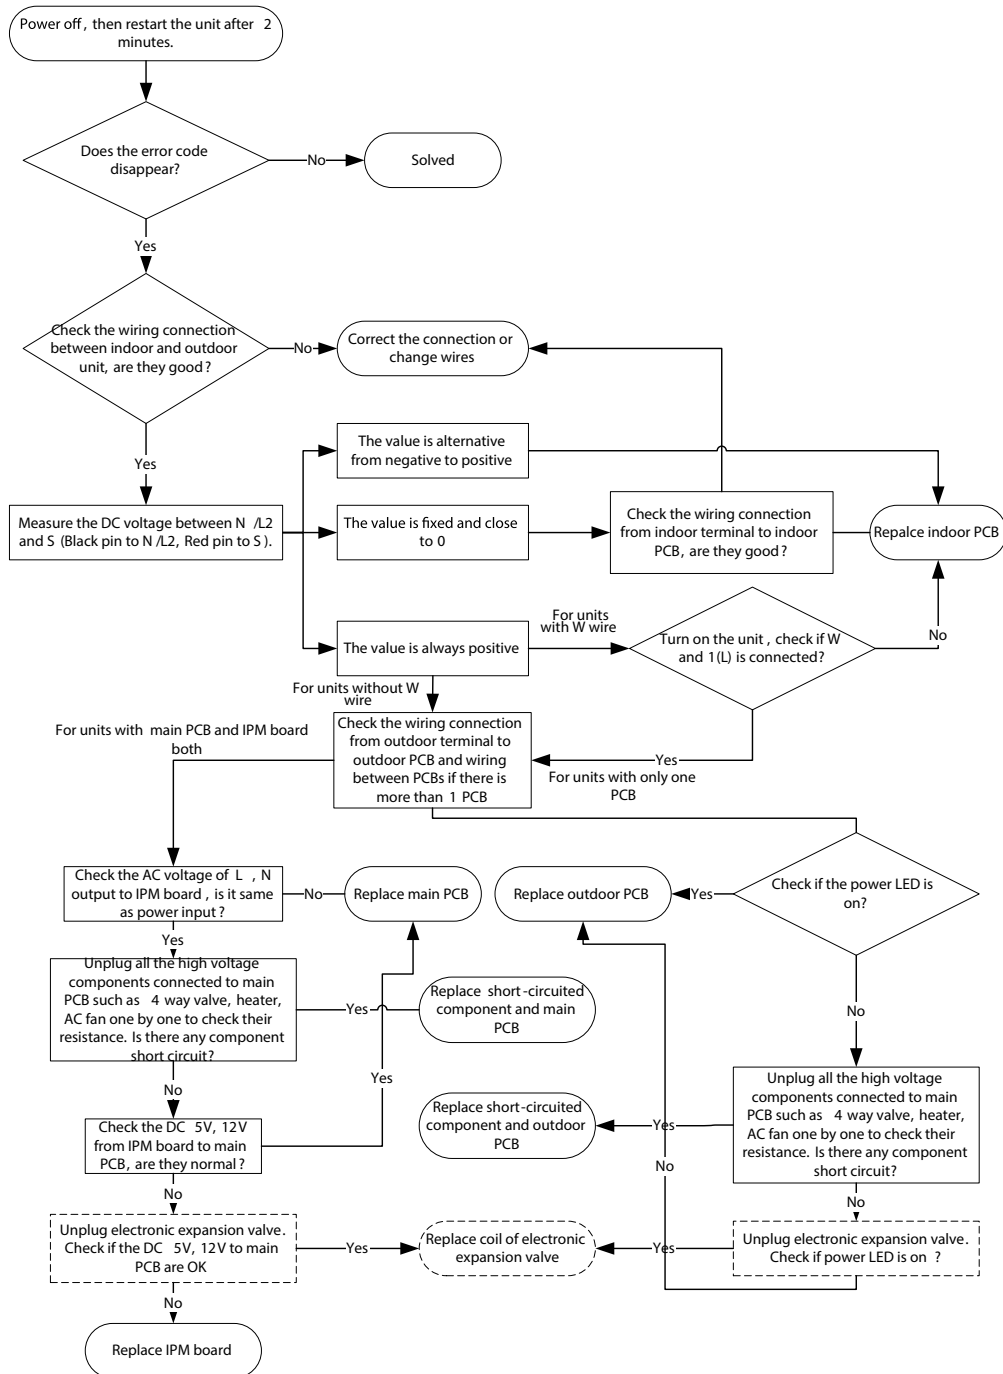 Power off, then restart the unit after 2
minutes.
Does the error code
disappear?
No
Solved
Yes
Check the wiring connection
between indoor and outdoor
unit, are they good?
No
Correct the connection or
change wires
Yes
The value is alternative
from negative to positive
Measure the DC voltage between N /L2
and S (Black pin to N /L2, Red pin to S).
The value is fixed and close
to 0
Check the wiring connection
from indoor terminal to indoor
PCB, are they good?
Repalce indoor PCB
The value is always positive
For units
with W wire
Turn on the unit, check if W
and 1(L) is connected?
No
For units without W
wire
For units with main PCB and IPM board
both
Check the wiring connection
from outdoor terminal to
outdoor PCB and wiring
between PCBs if there is
more than 1 PCB
Yes
For units with only one
PCB
Check the AC voltage of L , N
output to IPM board, is it same
as power input?
No
Replace main PCB
Replace outdoor PCB
Yes
Check if the power LED is
on?
Yes
Unplug all the high voltage
components connected to main
PCB such as 4 way valve, heater,
AC fan one by one to check their
resistance. Is there any component
short circuit?
Yes
Replace short-circuited
component and main
PCB
No
No
Yes
Check the DC 5V, 12V
from IPM board to main
PCB, are they normal?
Replace short-circuited
component and outdoor
PCB
Yes
Unplug all the high voltage
components connected to main
PCB such as 4 way valve, heater,
AC fan one by one to check their
resistance. Is there any component
short circuit?
No
No
No
Unplug electronic expansion valve.
Check if the DC 5V, 12V to main
PCB are OK
Yes
Replace coil of electronic
expansion valve
Yes
Unplug electronic expansion valve.
Check if power LED is on ?
No
Replace IPM board